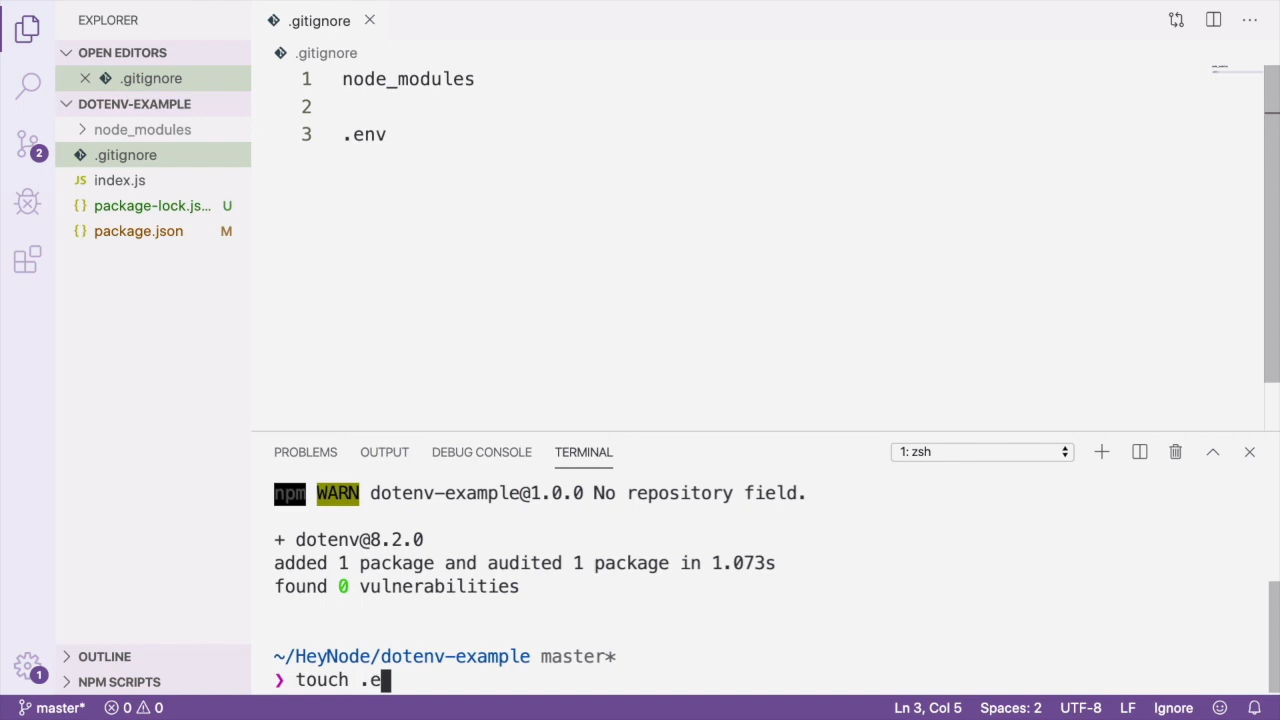 EXPLORER
OPEN EDITORS
.gitignore
DOTENV-EXAMPLE
node_modules
.gitignore
JS index.js
{} package-lock.js... U
{} package.json M
2
OUTLINE
NPM SCRIPTS
1
.gitignore
.gitignore
1 node_modules
2
3 .env
PROBLEMS OUTPUT DEBUG CONSOLE TERMINAL 1: zsh
npm WARN dotenv-example@1.0.0 No repository field.
+ dotenv@8.2.0
added 1 package and audited 1 package in 1.073s
found 0 vulnerabilities
~/HeyNode/dotenv-example master*
❯ touch .e
master* 0 0 Ln 3, Col 5 Spaces: 2 UTF-8 LF Ignore